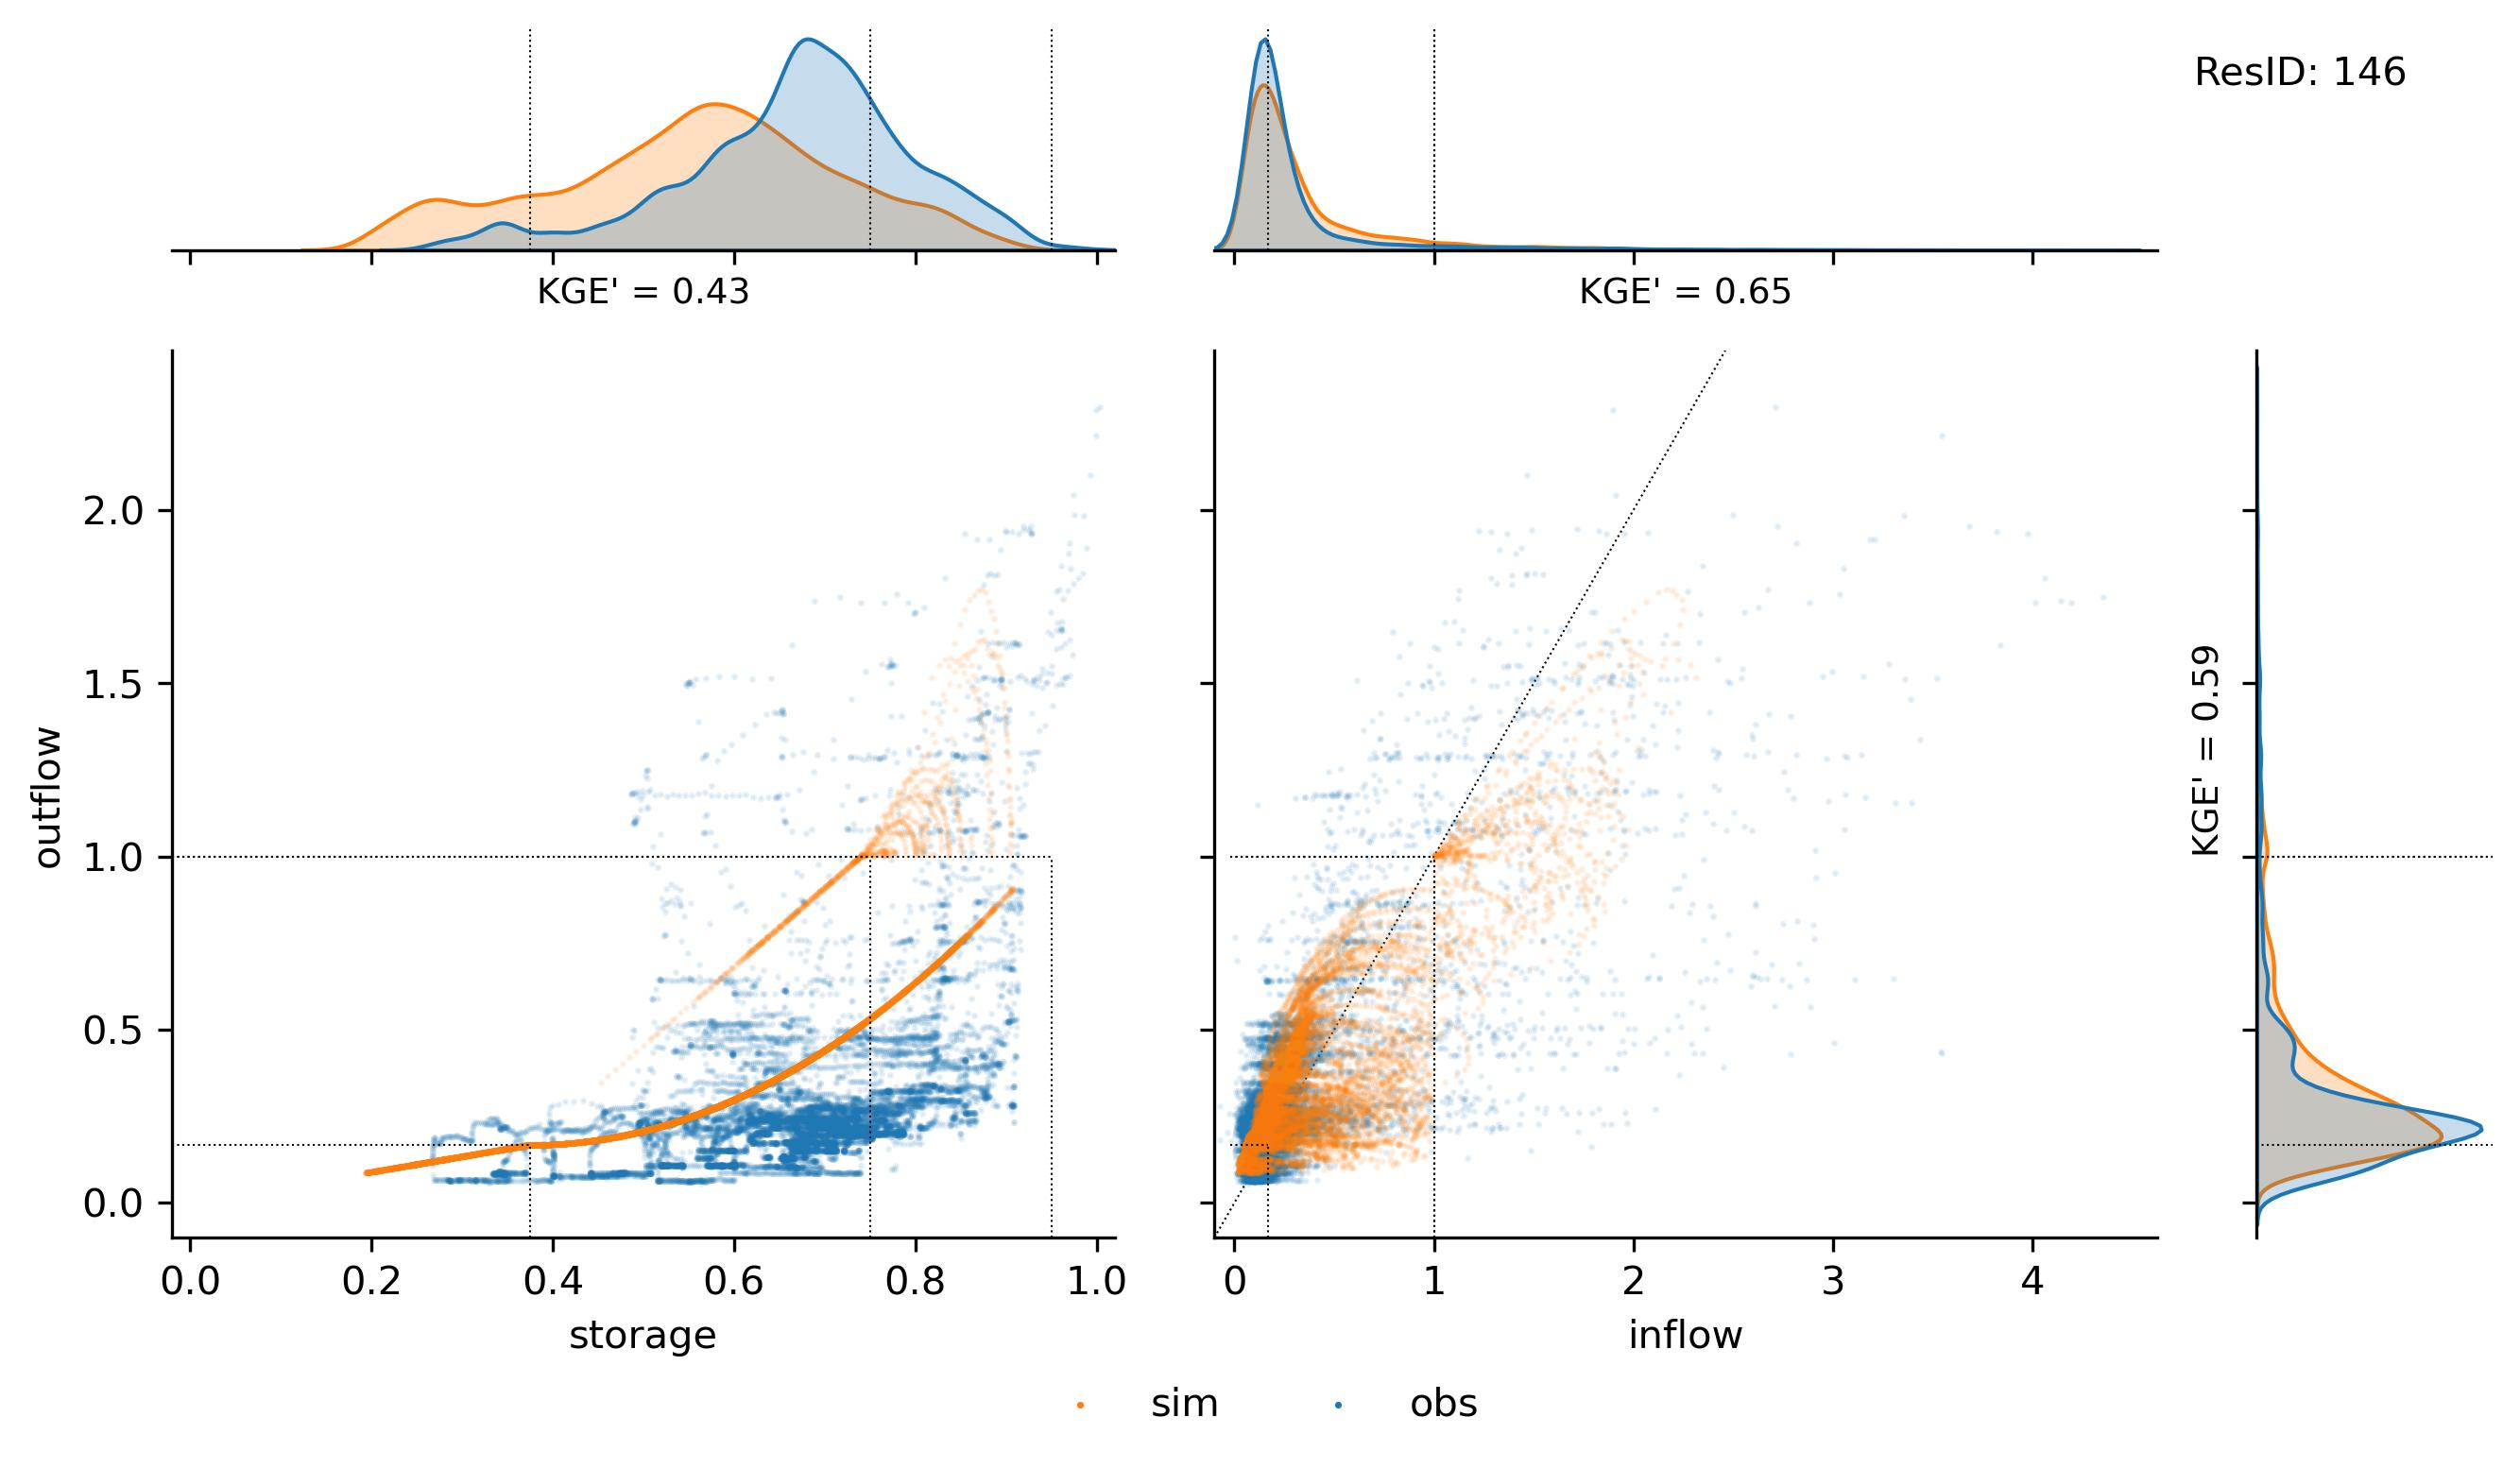 ResID: 146
KGE' = 0.43
KGE' = 0.65
outflow
2.0
1.5
1.0
0.5
0.0
KGE' = 0.59
0.0 0.2 0.4 0.6 0.8 1.0
0 1 2 3 4
storage
inflow
sim obs